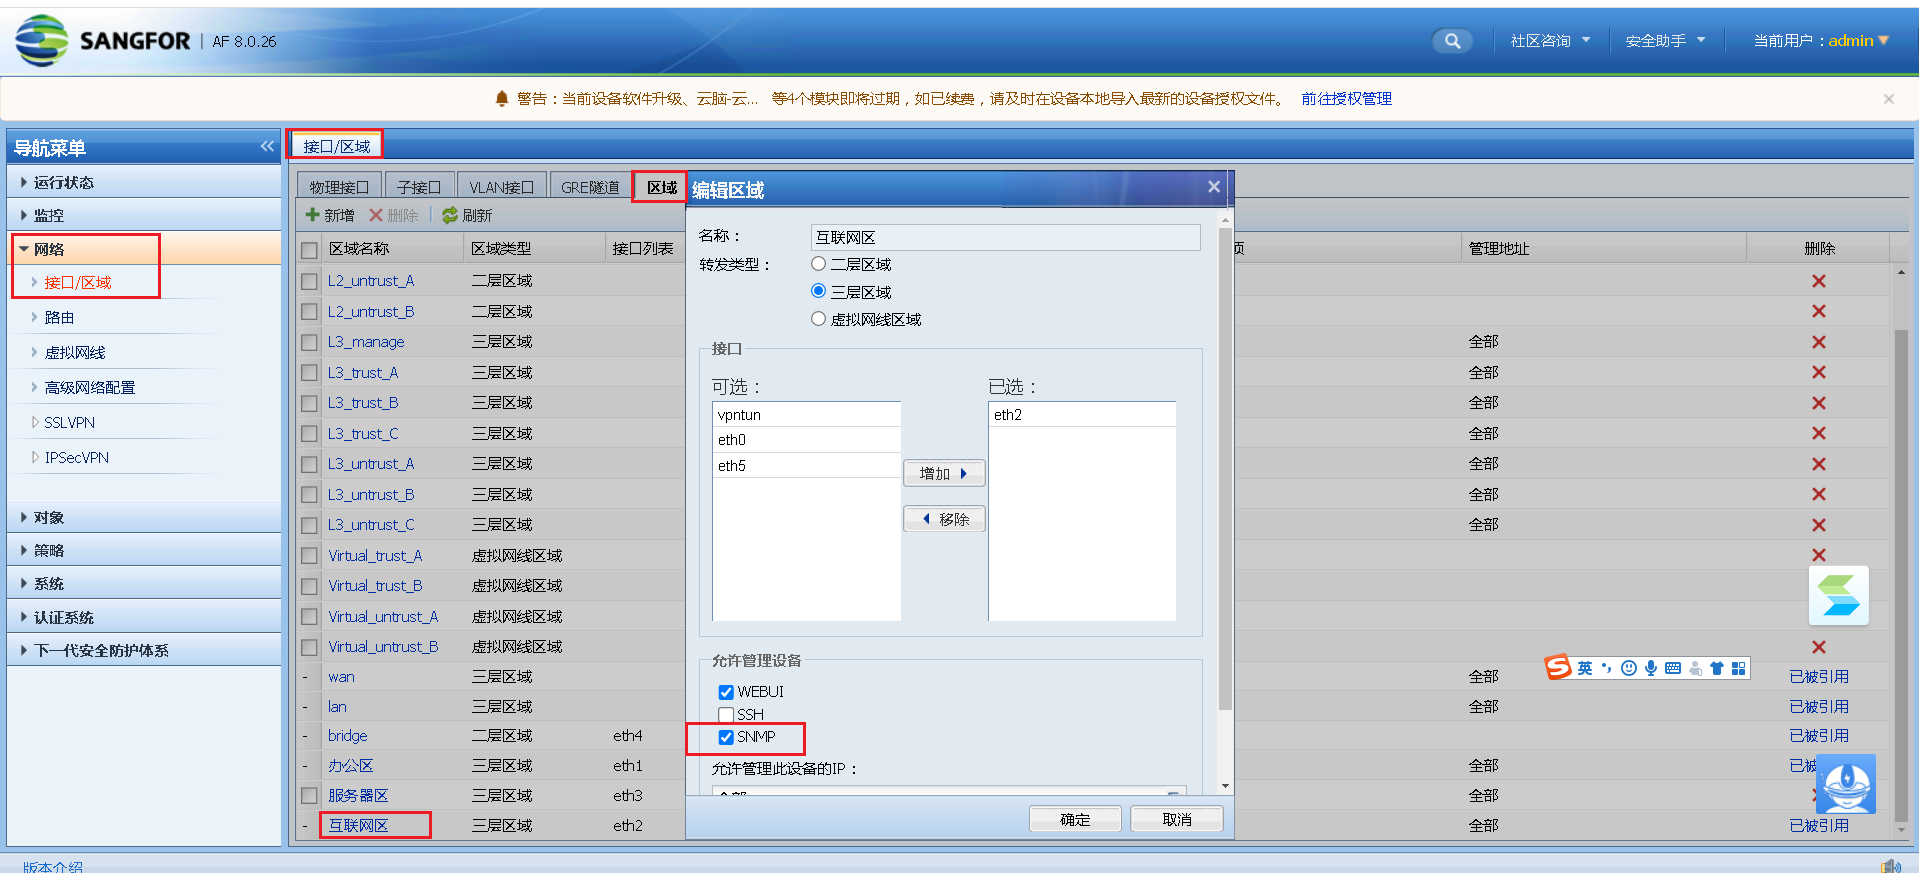 SANGFOR | AF 8.0.26
社区咨询
安全助手
当前用户：admin
警告：当前设备软件升级、云脑-云... 等4个模块即将过期，如已续费，请及时在设备本地导入最新的设备授权文件。 前往授权管理
导航菜单
运行状态
监控
网络
接口/区域
路由
虚拟网线
高级网络配置
SSLVPN
IPSecVPN
对象
策略
系统
认证系统
下一代安全防护体系
接口/区域
物理接口 子接口 VLAN接口 GRE隧道 区域
新增 删除 刷新
区域名称 区域类型 接口列表 页 管理地址 删除
L2_untrust_A 二层区域
L2_untrust_B 二层区域
L3_manage 三层区域 全部
L3_trust_A 三层区域 全部
L3_trust_B 三层区域 全部
L3_trust_C 三层区域 全部
L3_untrust_A 三层区域 全部
L3_untrust_B 三层区域 全部
L3_untrust_C 三层区域 全部
Virtual_trust_A 虚拟网线区域
Virtual_trust_B 虚拟网线区域
Virtual_untrust_A 虚拟网线区域
Virtual_untrust_B 虚拟网线区域
- wan 三层区域 全部 已被引用
- lan 三层区域 全部 已被引用
- bridge 二层区域 eth4 已被引用
- 办公区 三层区域 eth1 全部 已被
服务器区 三层区域 eth3 全部
- 互联网区 三层区域 eth2 全部 已被引用
编辑区域
名称： 互联网区
转发类型： 二层区域
三层区域
虚拟网线区域
接口
可选： 已选：
vpntun
eth0
eth5
eth2
增加
移除
允许管理设备
WEBUI
SSH
SNMP
允许管理此设备的IP：
全部
确定 取消
英
版本介绍